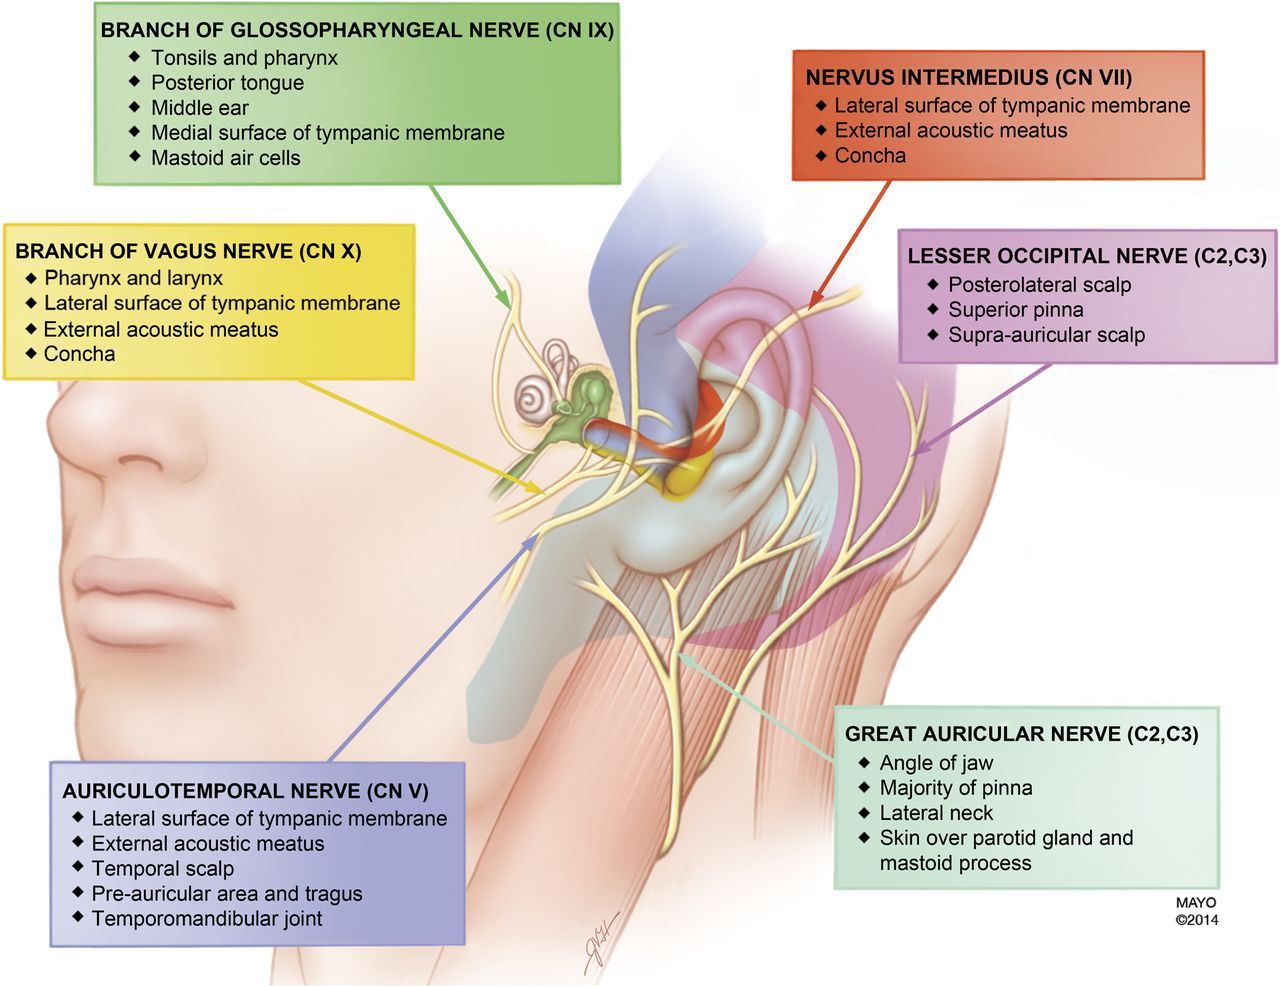 BRANCH OF GLOSSOPHARYNGEAL NERVE (CN IX)
◆ Tonsils and pharynx
◆ Posterior tongue
◆ Middle ear
◆ Medial surface of tympanic membrane
◆ Mastoid air cells
NERVUS INTERMEDIUS (CN VII)
◆ Lateral surface of tympanic membrane
◆ External acoustic meatus
◆ Concha
BRANCH OF VAGUS NERVE (CN X)
◆ Pharynx and larynx
◆ Lateral surface of tympanic membrane
◆ External acoustic meatus
◆ Concha
LESSER OCCIPITAL NERVE (C2,C3)
◆ Posterolateral scalp
◆ Superior pinna
◆ Supra-auricular scalp
AURICULOTEMPORAL NERVE (CN V)
◆ Lateral surface of tympanic membrane
◆ External acoustic meatus
◆ Temporal scalp
◆ Pre-auricular area and tragus
◆ Temporomandibular joint
GREAT AURICULAR NERVE (C2,C3)
◆ Angle of jaw
◆ Majority of pinna
◆ Lateral neck
◆ Skin over parotid gland and
mastoid process
MAYO
©2014